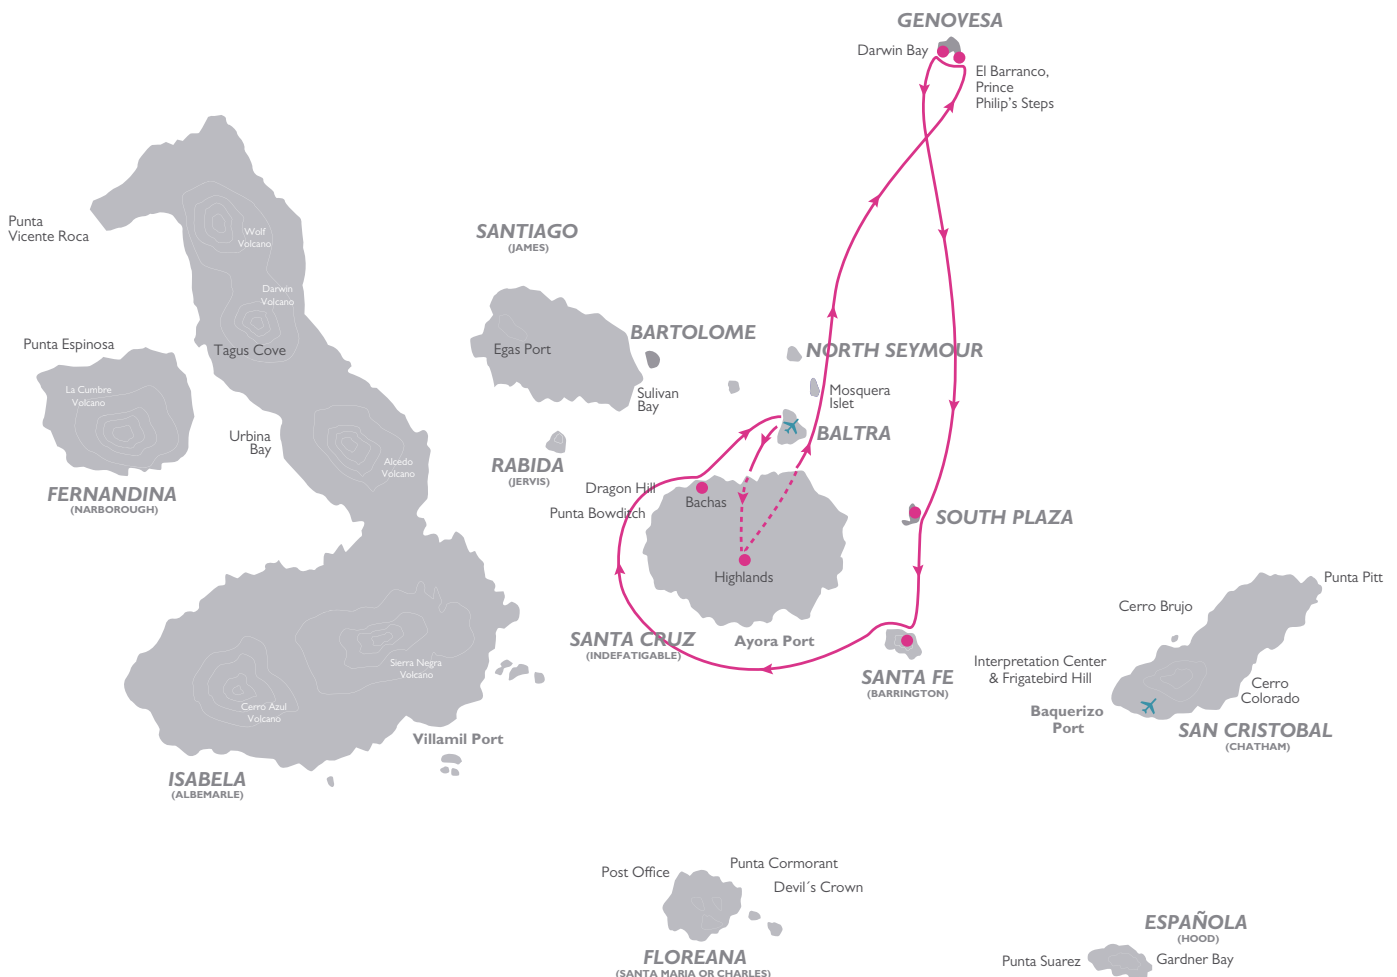 GENOVESA
Darwin Bay
El Barranco,
Prince
Philip's Steps
Punta
Vicente Roca
Wolf
Volcano
SANTIAGO
(JAMES)
Darwin
Volcano
BARTOLOME
Punta Espinosa
Tagus Cove
Egas Port
NORTH SEYMOUR
La Cumbre
Volcano
Sulivan
Bay
Mosquera
Islet
Urbina
Bay
BALTRA
Alcedo
Volcano
RABIDA
(JERVIS)
FERNANDINA
(NARBOROUGH)
Dragon Hill
Bachas
Punta Bowditch
SOUTH PLAZA
Highlands
Punta Pitt
Cerro Brujo
SANTA CRUZ
(INDEFATIGABLE)
Ayora Port
Sierra Negra
Volcano
SANTA FE
(BARRINGTON)
Interpretation Center
& Frigatebird Hill
Cerro
Colorado
Cerro Azul
Volcano
Baquerizo
Port
Villamil Port
SAN CRISTOBAL
(CHATHAM)
ISABELA
(ALBEMARLE)
Post Office
Punta Cormorant
Devil´s Crown
ESPAÑOLA
(HOOD)
FLOREANA
(SANTA MARIA OR CHARLES)
Punta Suarez
Gardner Bay